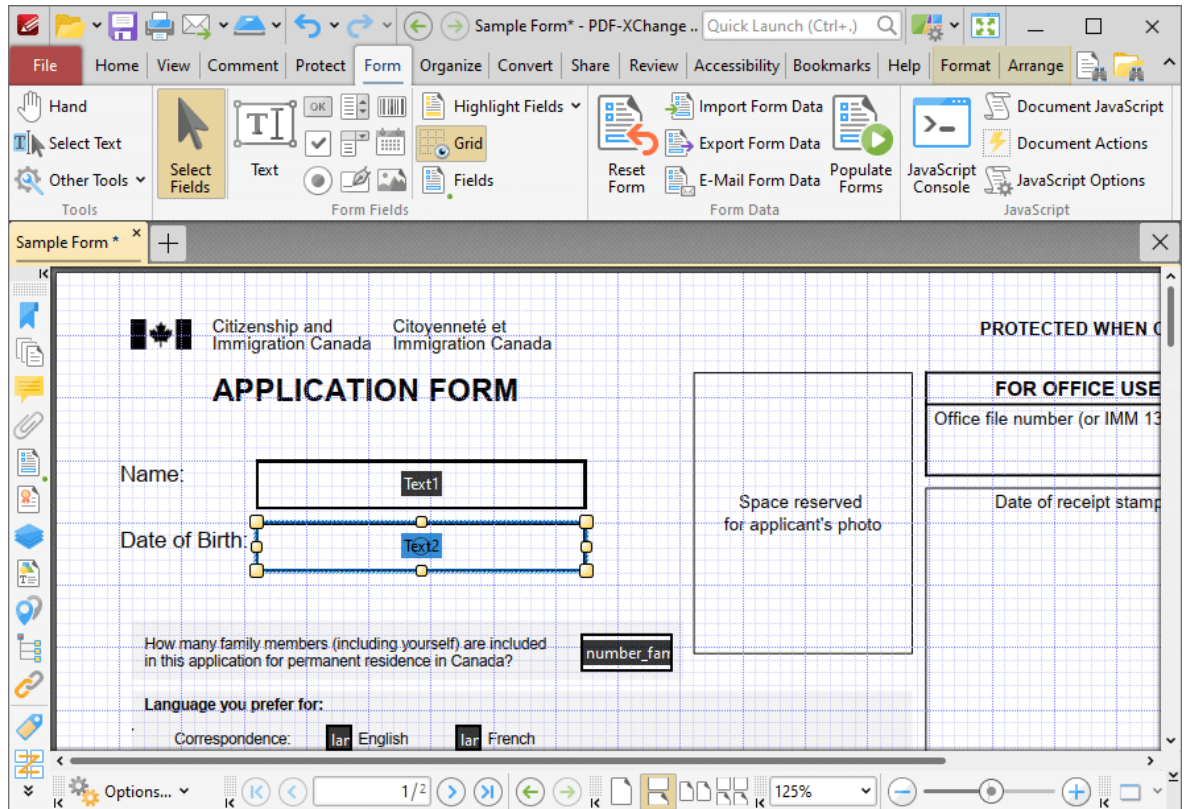 Sample Form* - PDF-XChange ..
Quick Launch (Ctrl+.)
File Home View Comment Protect Form Organize Convert Share Review Accessibility Bookmarks Help Format Arrange
Hand
Select Text
Other Tools
Tools
Select Fields
Text
OK
Highlight Fields
Grid
Fields
Form Fields
Reset Form
Import Form Data
Export Form Data
E-Mail Form Data
Populate Forms
Form Data
JavaScript Console
Document JavaScript
Document Actions
JavaScript Options
JavaScript
Sample Form *
Citizenship and
Immigration Canada
Citoyenneté et
Immigration Canada
PROTECTED WHEN
APPLICATION FORM
FOR OFFICE USE
Office file number (or IMM 13
Name:
Text1
Date of Birth:
Text2
Space reserved
for applicant's photo
Date of receipt stamp
How many family members (including yourself) are included
in this application for permanent residence in Canada?
number_fam
Language you prefer for:
Correspondence: lan English lan French
Options...
1/2
125%